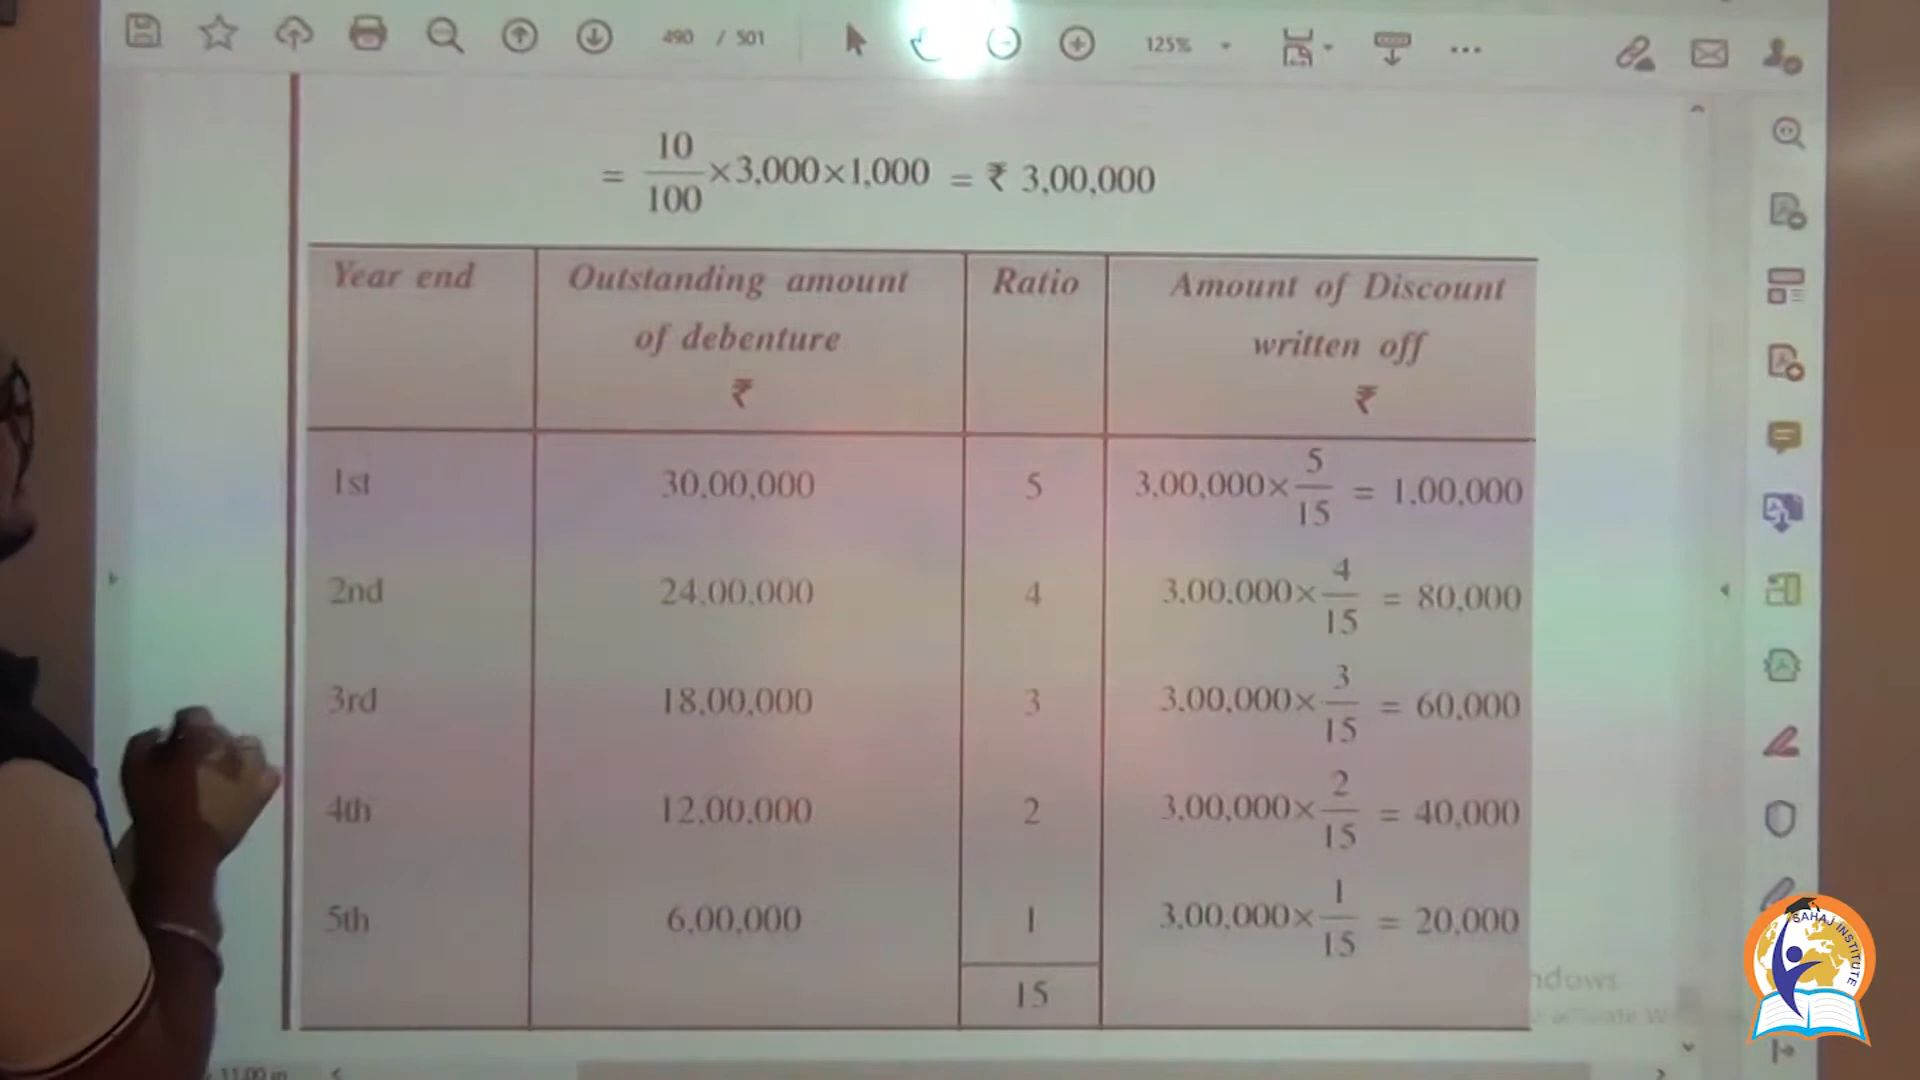 490 / 501
125%
= 10/100 ×3,000×1,000 = ₹ 3,00,000
Year end Outstanding amount of debenture ₹ Ratio Amount of Discount written off ₹
1st 30,00,000 5 3,00,000× 5/15 = 1,00,000
2nd 24,00,000 4 3,00,000× 4/15 = 80,000
3rd 18,00,000 3 3,00,000× 3/15 = 60,000
4th 12,00,000 2 3,00,000× 2/15 = 40,000
5th 6,00,000 1 3,00,000× 1/15 = 20,000
15
SAHAJ INSTITUTE